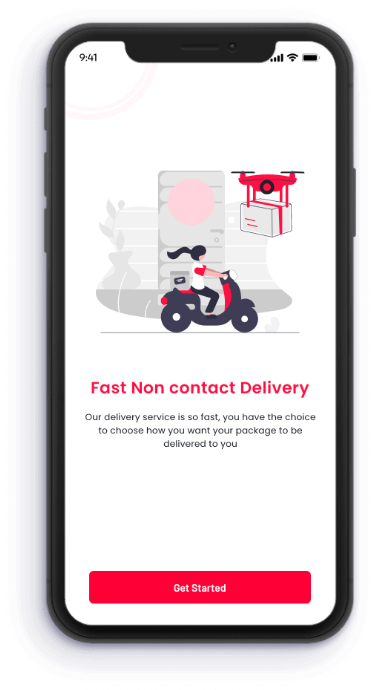 9:41
Fast Non contact Delivery
Our delivery service is so fast, you have the choice
to choose how you want your package to be
delivered to you
Get Started